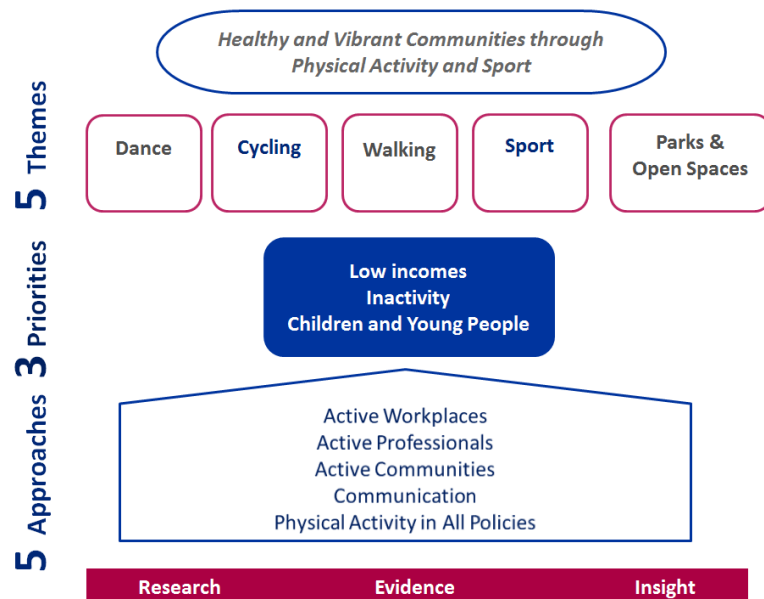 Healthy and Vibrant Communities through
Physical Activity and Sport
5 Themes
Dance
Cycling
Walking
Sport
Parks &
Open Spaces
3 Priorities
Low incomes
Inactivity
Children and Young People
5 Approaches
Active Workplaces
Active Professionals
Active Communities
Communication
Physical Activity in All Policies
Research
Evidence
Insight